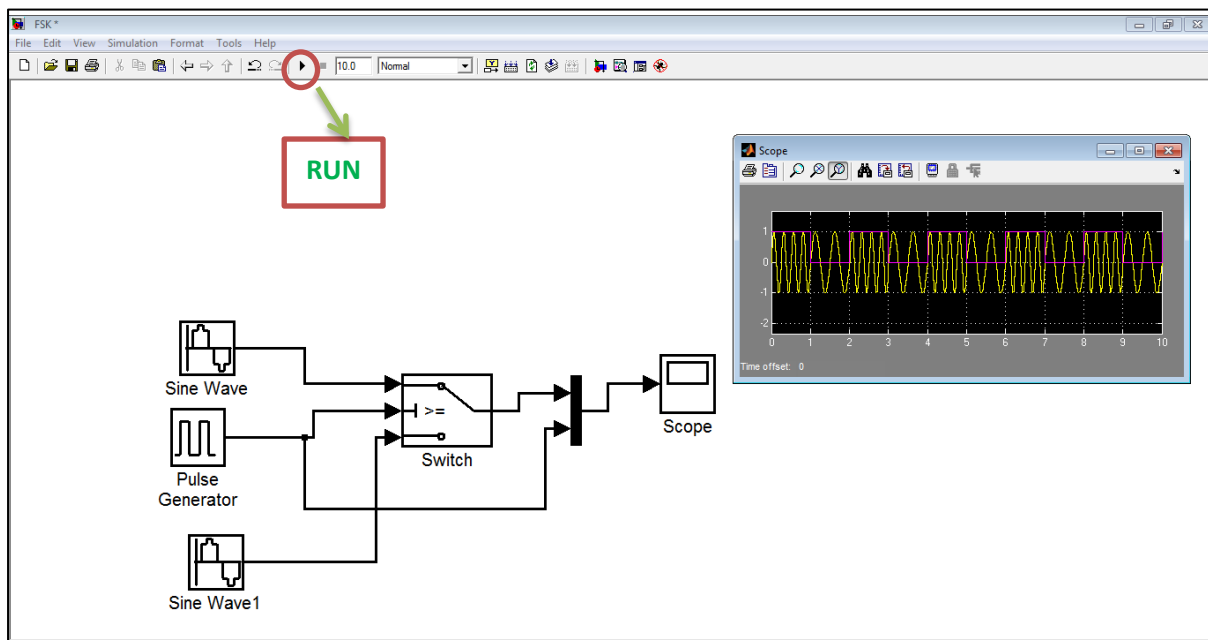 FSK *
File Edit View Simulation Format Tools Help
10.0 Normal
RUN
Scope
1
0
-1
-2
0 1 2 3 4 5 6 7 8 9 10
Time offset: 0
Sine Wave
>=
Switch
Scope
Pulse
Generator
Sine Wave1